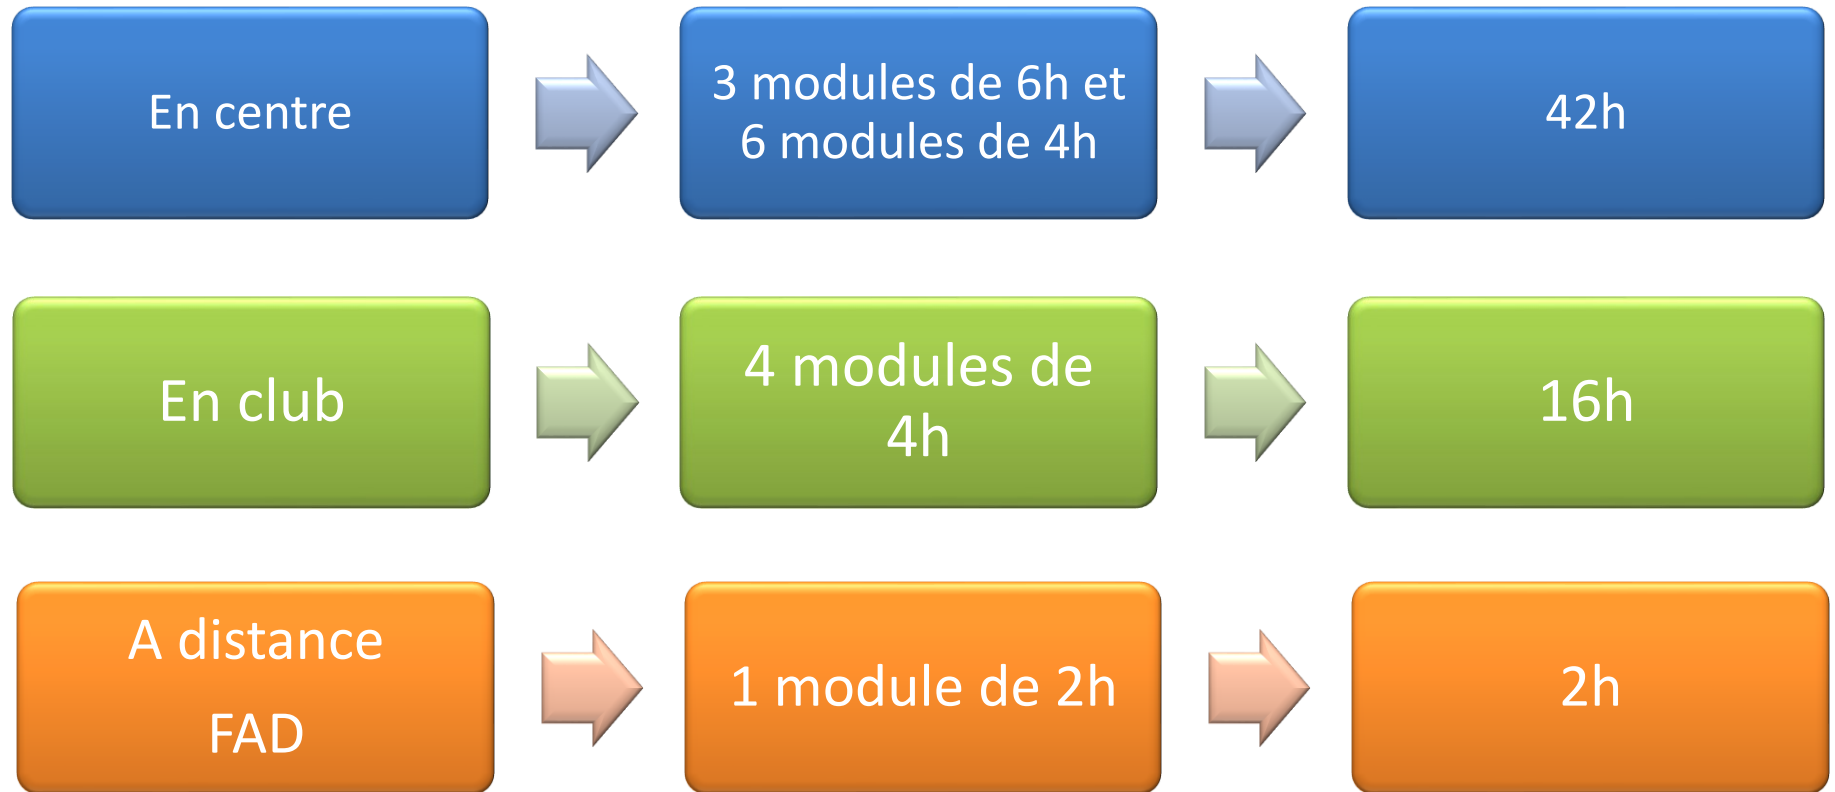 En centre
3 modules de 6h et
6 modules de 4h
42h
En club
4 modules de
4h
16h
A distance
FAD
1 module de 2h
2h